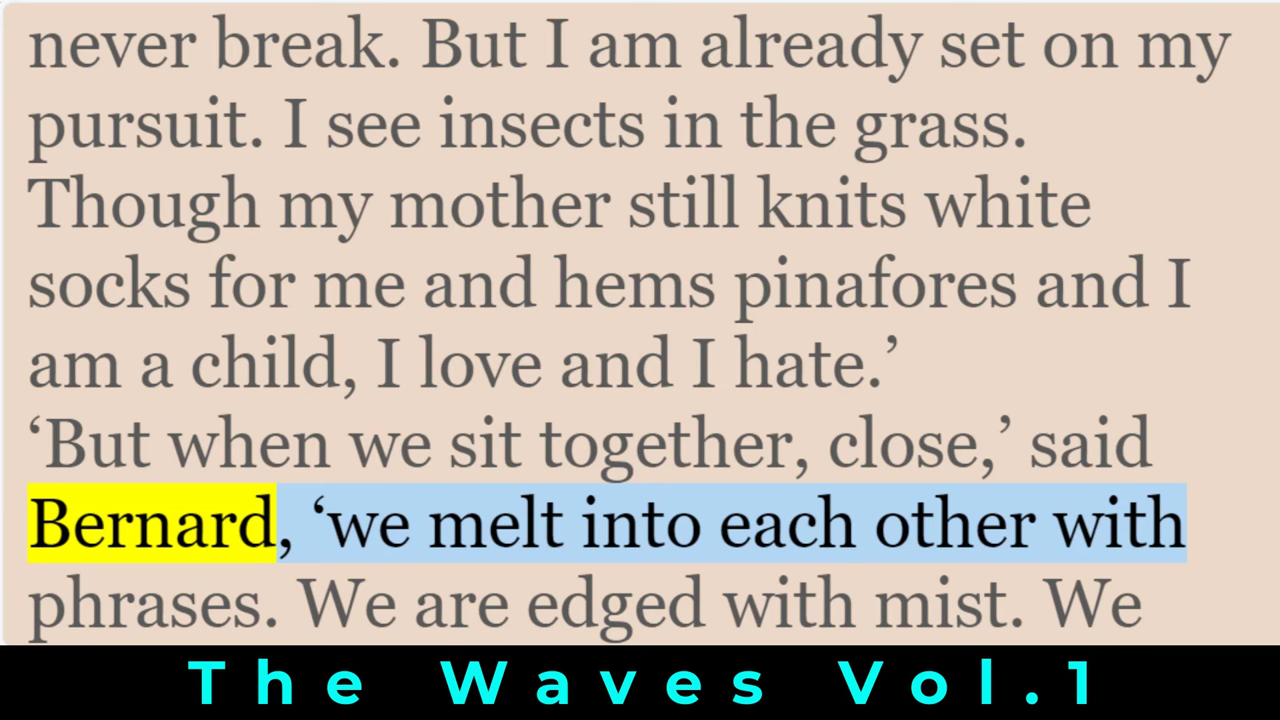 never break. But I am already set on my
pursuit. I see insects in the grass.
Though my mother still knits white
socks for me and hems pinafores and I
am a child, I love and I hate.’
‘But when we sit together, close,’ said
Bernard, ‘we melt into each other with
phrases. We are edged with mist. We
The Waves Vol.1